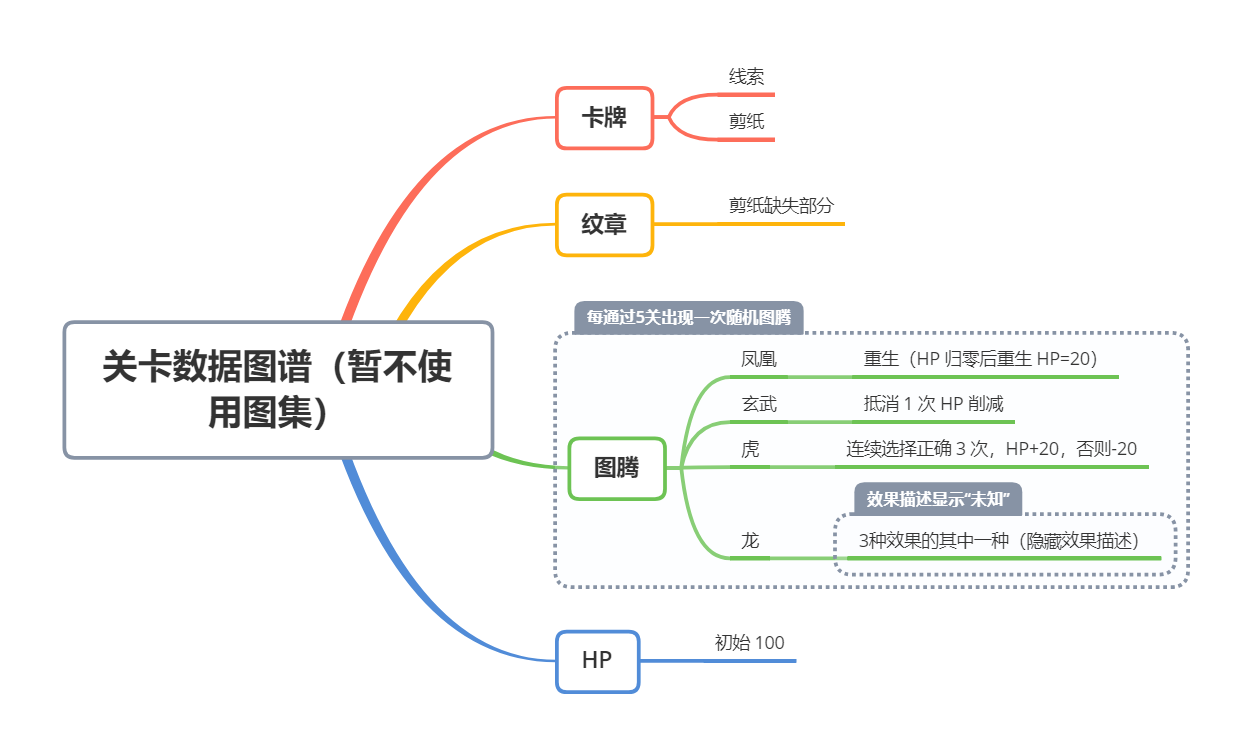 线索
卡牌
剪纸
纹章
剪纸缺失部分
每通过5关出现一次随机图腾
关卡数据图谱（暂不使
用图集）
凤凰
重生（HP 归零后重生 HP=20）
玄武
抵消 1 次 HP 削减
图腾
虎
连续选择正确 3 次，HP+20，否则-20
效果描述显示“未知”
龙
3种效果的其中一种（隐藏效果描述）
HP
初始 100